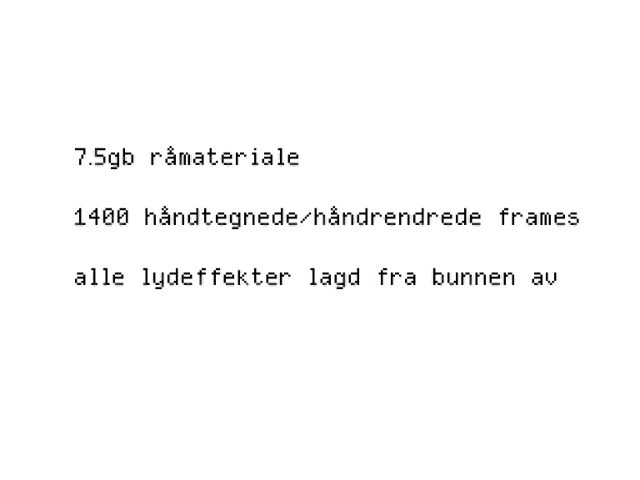 7.5gb råmateriale
1400 håndtegnede/håndrendrede frames
alle lydeffekter lagd fra bunnen av